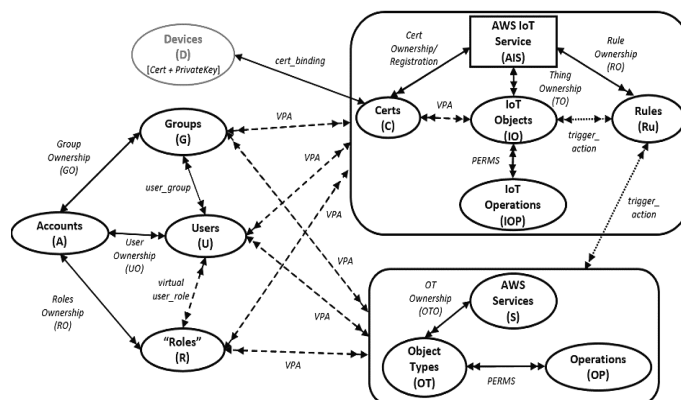 Devices
(D)
[Cert + PrivateKey]
cert_binding
Cert
Ownership/
Registration
AWS IoT
Service
(AIS)
Rule
Ownership
(RO)
Thing
Ownership
(TO)
Certs
(C)
VPA
IoT
Objects
(IO)
trigger_
action
Rules
(Ru)
PERMS
IoT
Operations
(IOP)
trigger_
action
Group
Ownership
(GO)
Groups
(G)
VPA
user_group
VPA
Accounts
(A)
User
Ownership
(UO)
Users
(U)
VPA
VPA
Roles
Ownership
(RO)
virtual
user_role
VPA
"Roles"
(R)
VPA
OT
Ownership
(OTO)
AWS
Services
(S)
Object
Types
(OT)
PERMS
Operations
(OP)